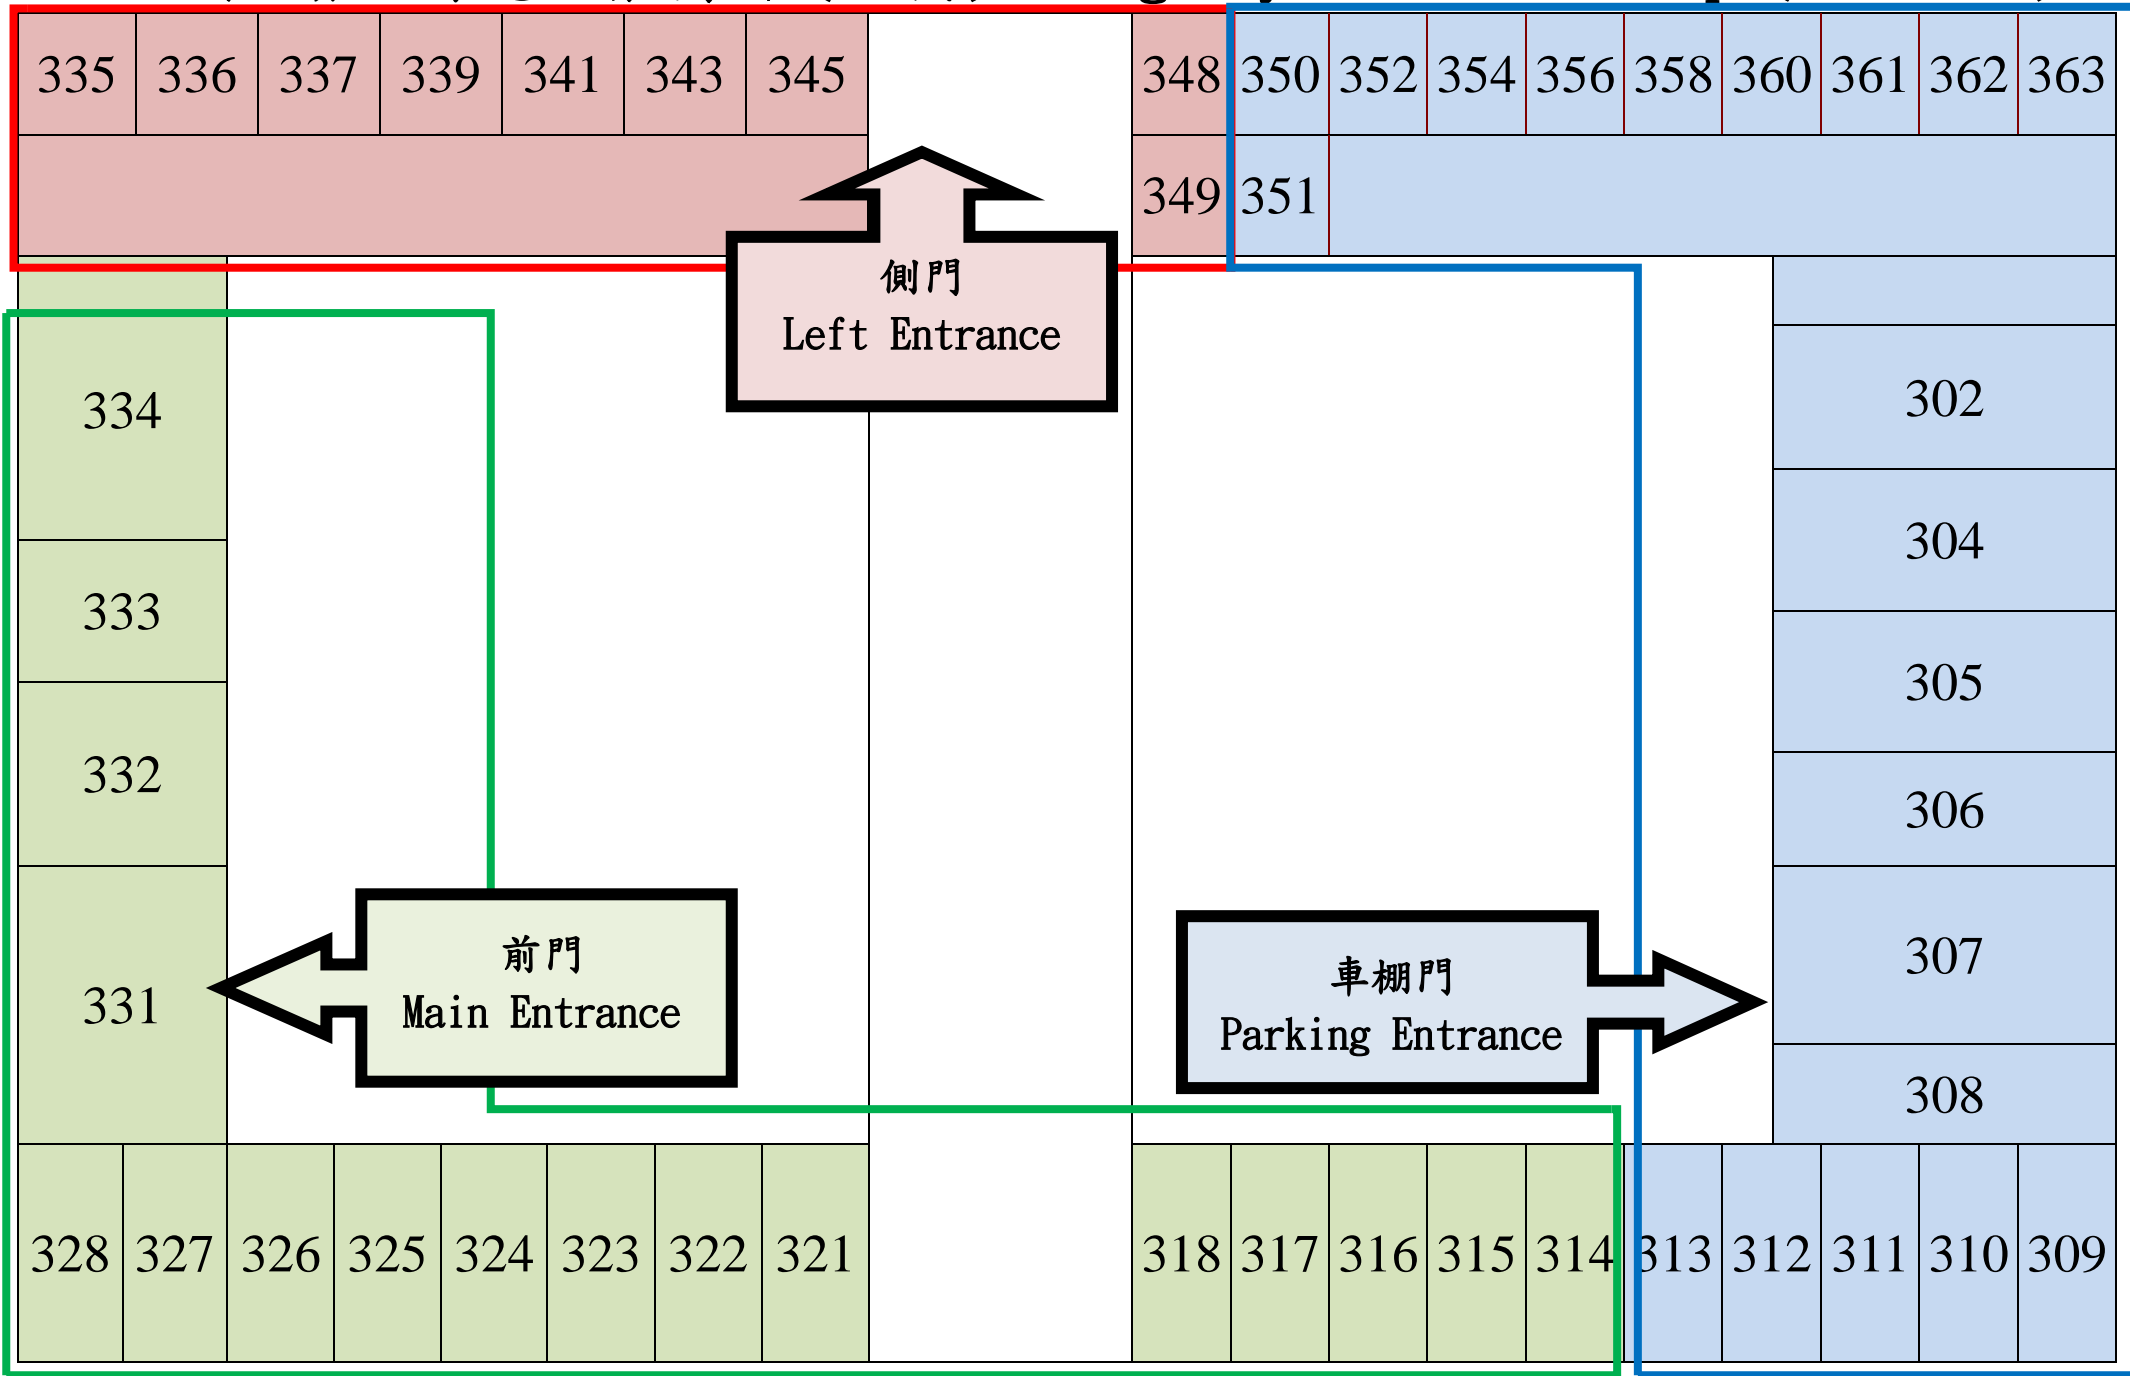 335 336 337 339 341 343 345 348 350 352 354 356 358 360 361 362 363
349 351
側門
Left Entrance
302
334
304
333
305
332
306
前門
Main Entrance
車棚門
Parking Entrance
307
331
308
328 327 326 325 324 323 322 321 318 317 316 315 314 313 312 311 310 309